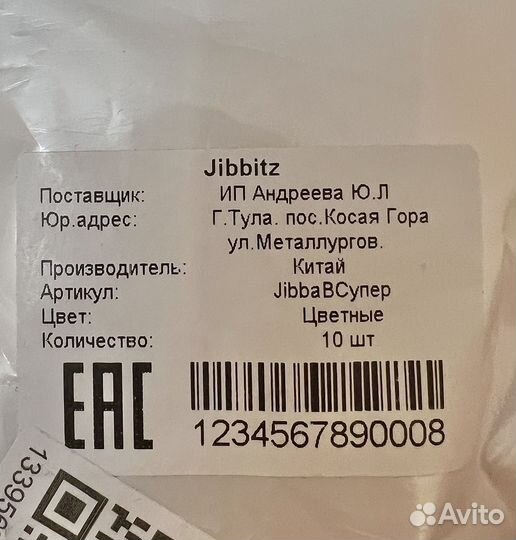 Jibbitz
Поставщик: ИП Андреева Ю.Л
Юр.адрес: Г.Тула. пос.Косая Гора
ул.Металлургов.
Производитель: Китай
Артикул: JibbaBСупер
Цвет: Цветные
Количество: 10 шт
EAC
1234567890008
Avito